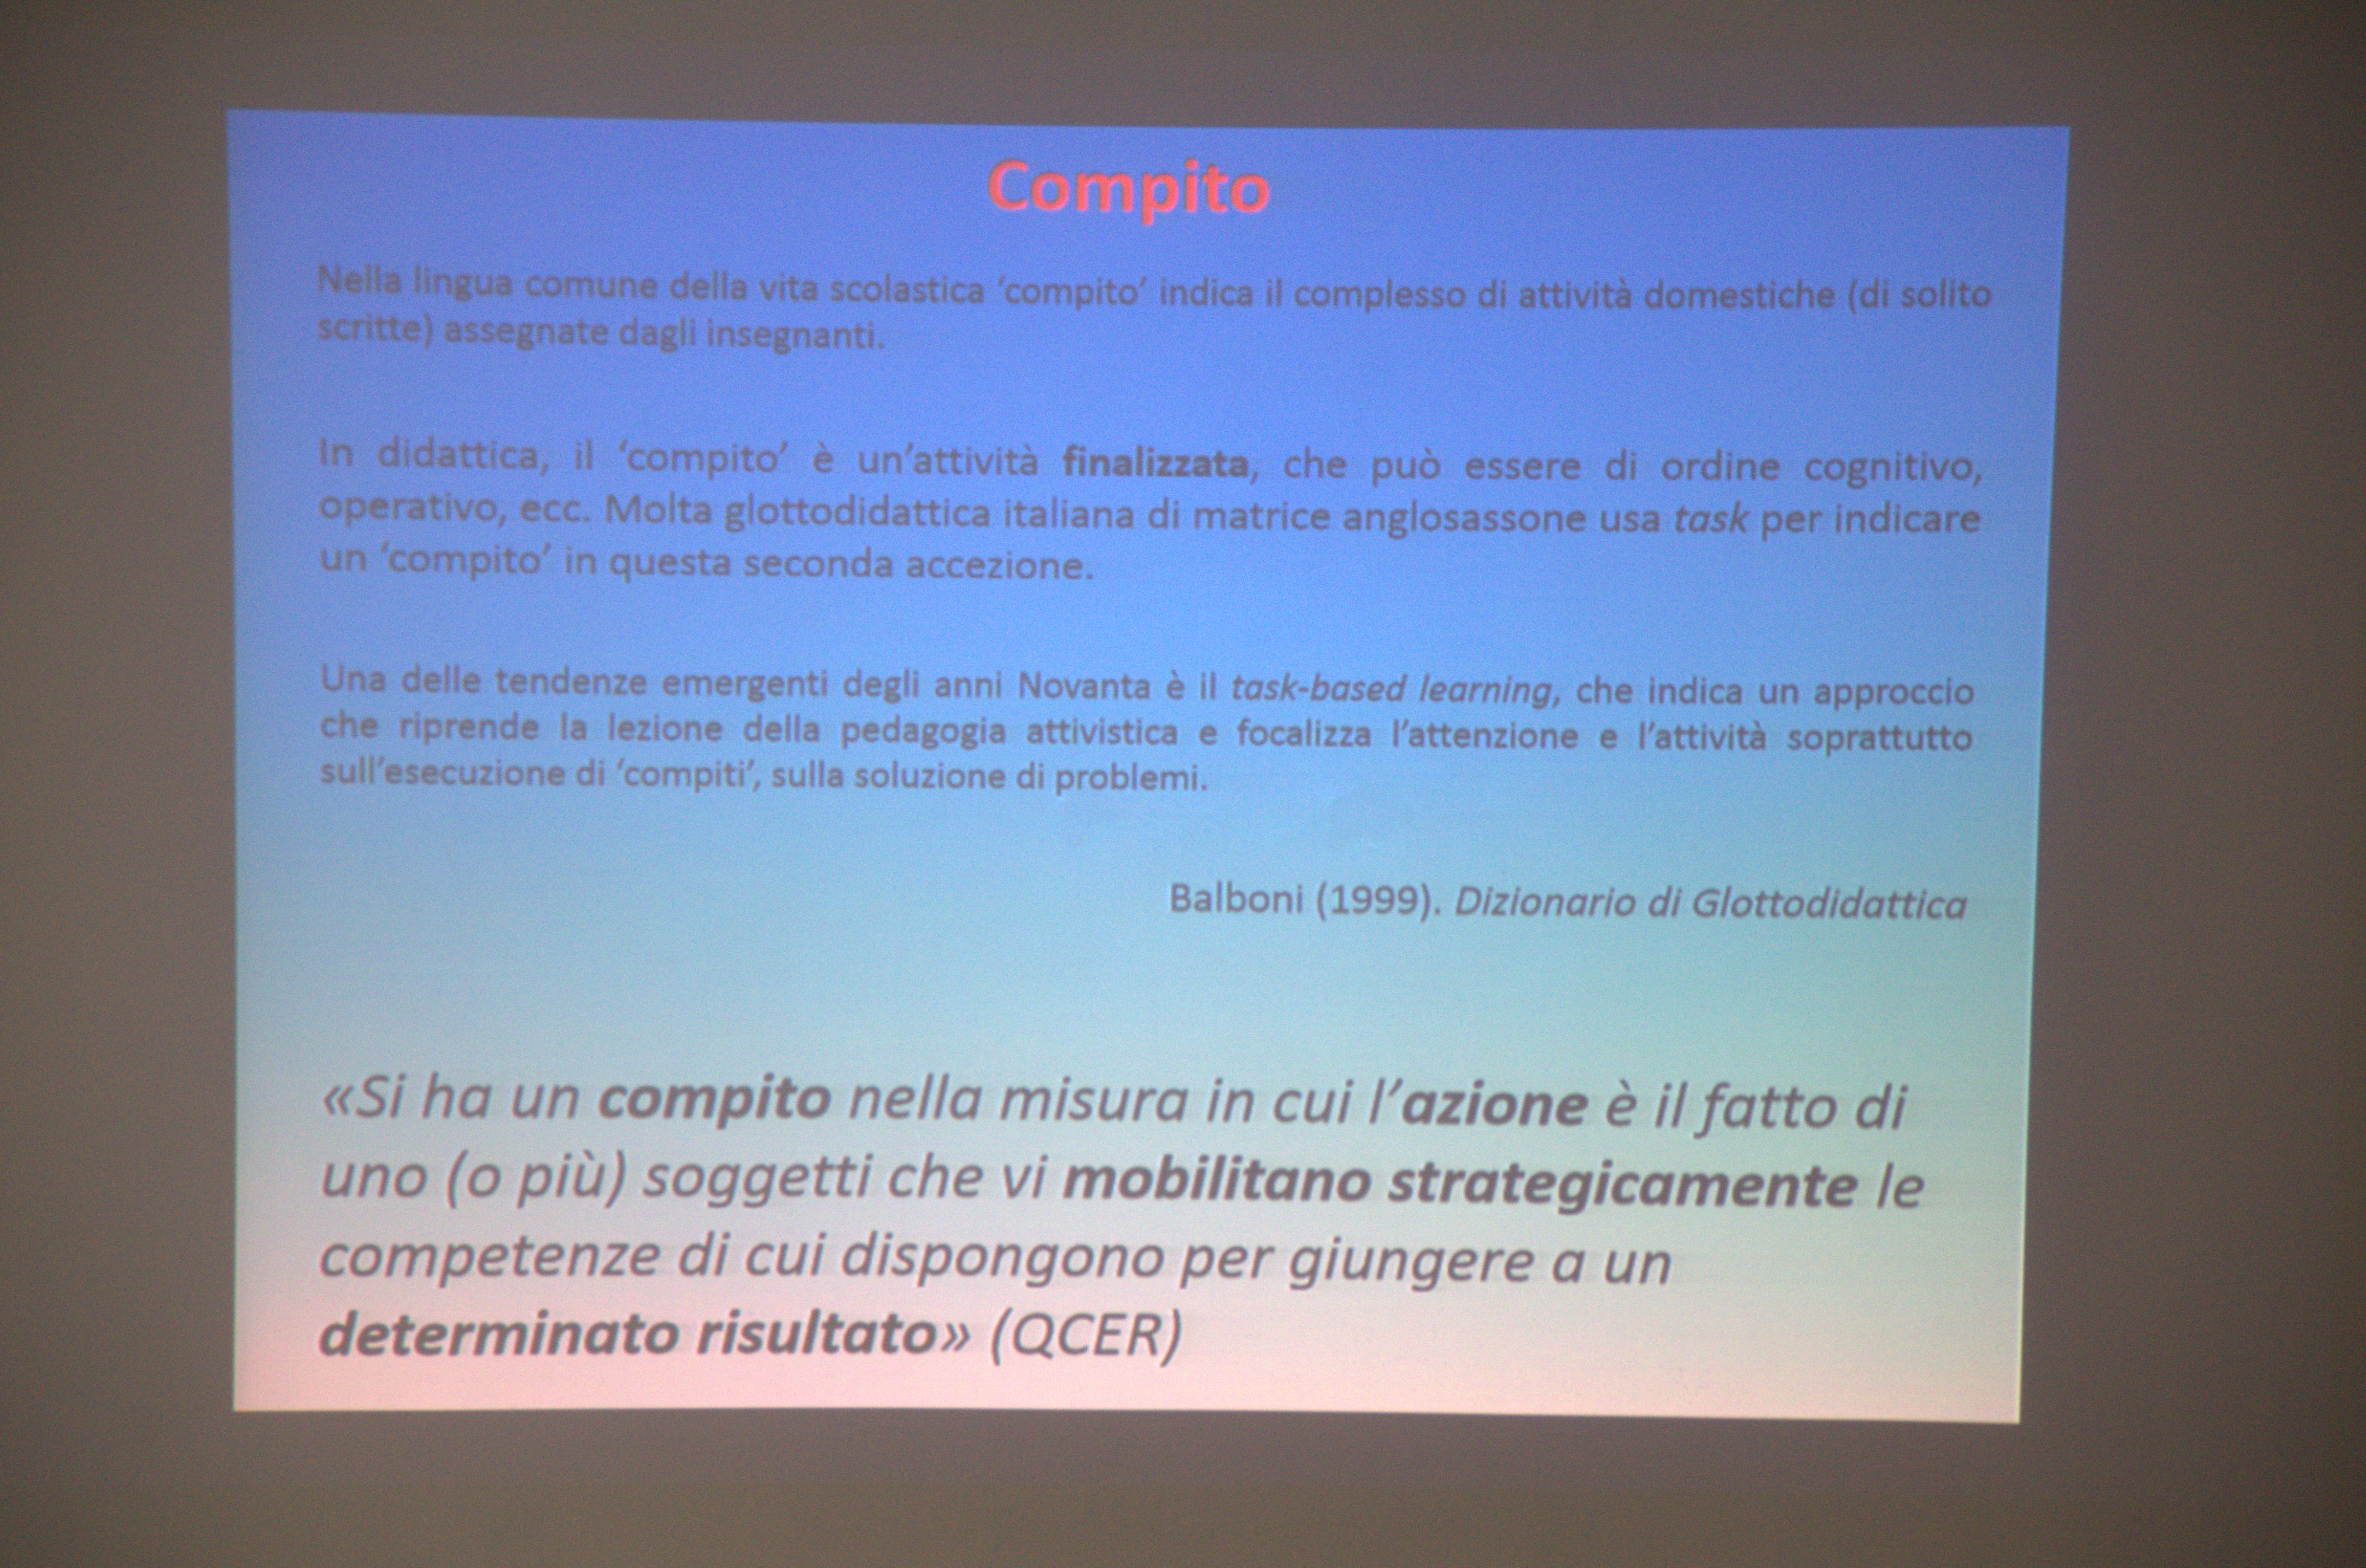 Compito
Nella lingua comune della vita scolastica ‘compito’ indica il complesso di attività domestiche (di solito
scritte) assegnate dagli insegnanti.
In didattica, il ‘compito’ è un’attività finalizzata, che può essere di ordine cognitivo,
operativo, ecc. Molta glottodidattica italiana di matrice anglosassone usa task per indicare
un ‘compito’ in questa seconda accezione.
Una delle tendenze emergenti degli anni Novanta è il task-based learning, che indica un approccio
che riprende la lezione della pedagogia attivistica e focalizza l’attenzione e l’attività soprattutto
sull’esecuzione di ‘compiti’, sulla soluzione di problemi.
Balboni (1999). Dizionario di Glottodidattica
«Si ha un compito nella misura in cui l’azione è il fatto di
uno (o più) soggetti che vi mobilitano strategicamente le
competenze di cui dispongono per giungere a un
determinato risultato» (QCER)